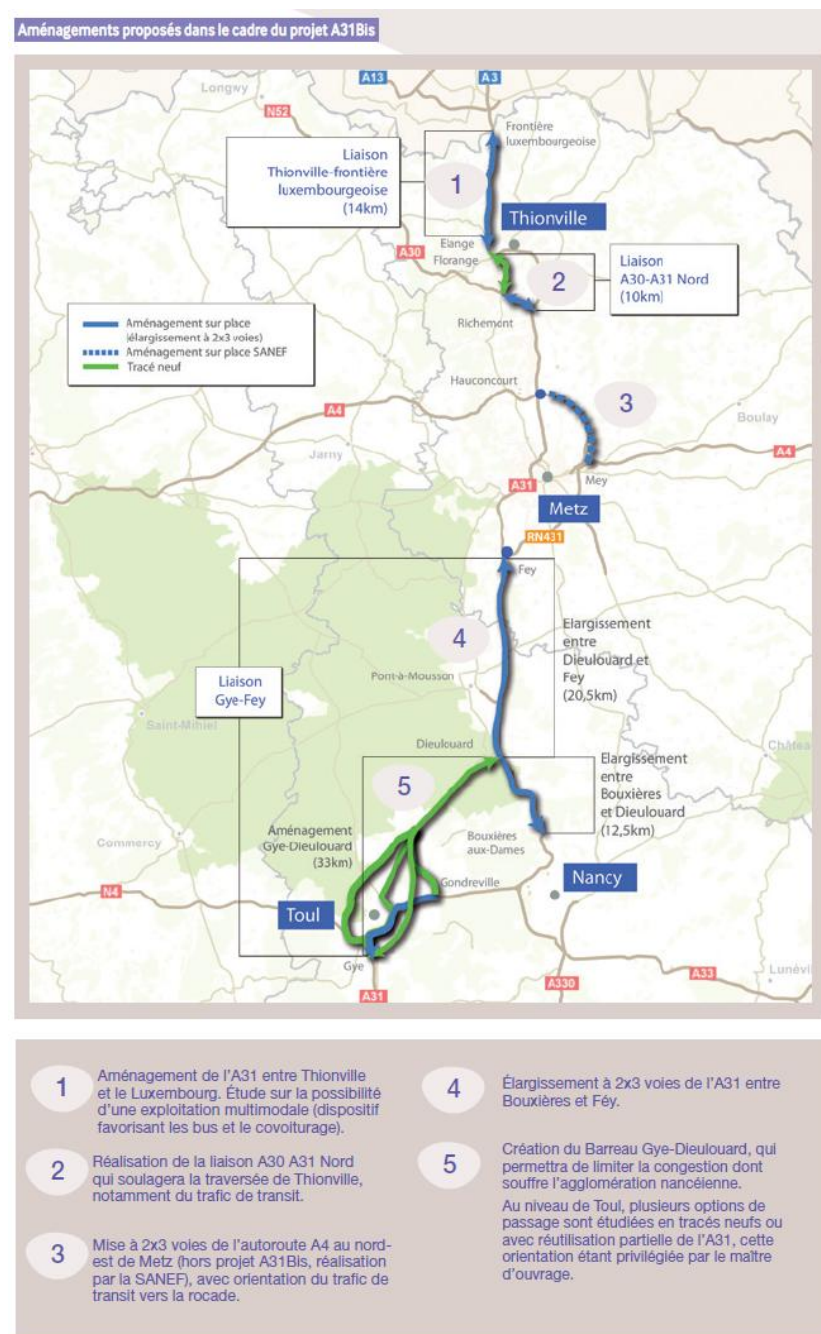 Aménagements proposés dans le cadre du projet A31Bis
A13
A3
Longwy
N52
Frontière
luxembourgeoise
Liaison
Thionville-frontière
luxembourgeoise
(14km)
1
Thionville
A30
Elange
Florange
2
Liaison
A30-A31 Nord
(10km)
Richemont
Aménagement sur place
(élargissement à 2x3 voies)
Aménagement sur place SANEF
Tracé neuf
Hauconcourt
3
A4
Boulay
Jarny
A4
A31
Mey
Metz
RN431
Fey
4
Elargissement
entre
Dieulouard et
Fey
(20,5km)
Liaison
Gye-Fey
Pont-à-Mousson
Saint-Mihiel
Dieulouard
Château
5
Elargissement
entre
Bouxières
et Dieulouard
(12,5km)
Aménagement
Gye-Dieulouard
(33km)
Bouxières
aux-Dames
Commercy
Gondreville
Nancy
N4
Toul
Gye
A31
A330
A33
Lunévil
1
Aménagement de l'A31 entre Thionville
et le Luxembourg. Étude sur la possibilité
d'une exploitation multimodale (dispositif
favorisant les bus et le covoiturage).
2
Réalisation de la liaison A30 A31 Nord
qui soulagera la traversée de Thionville,
notamment du trafic de transit.
3
Mise à 2x3 voies de l'autoroute A4 au nord-
est de Metz (hors projet A31Bis, réalisation
par la SANEF), avec orientation du trafic de
transit vers la rocade.
4
Élargissement à 2x3 voies de l'A31 entre
Bouxières et Féy.
5
Création du Barreau Gye-Dieulouard, qui
permettra de limiter la congestion dont
souffre l'agglomération nancéienne.
Au niveau de Toul, plusieurs options de
passage sont étudiées en tracés neufs ou
avec réutilisation partielle de l'A31, cette
orientation étant privilégiée par le maître
d'ouvrage.